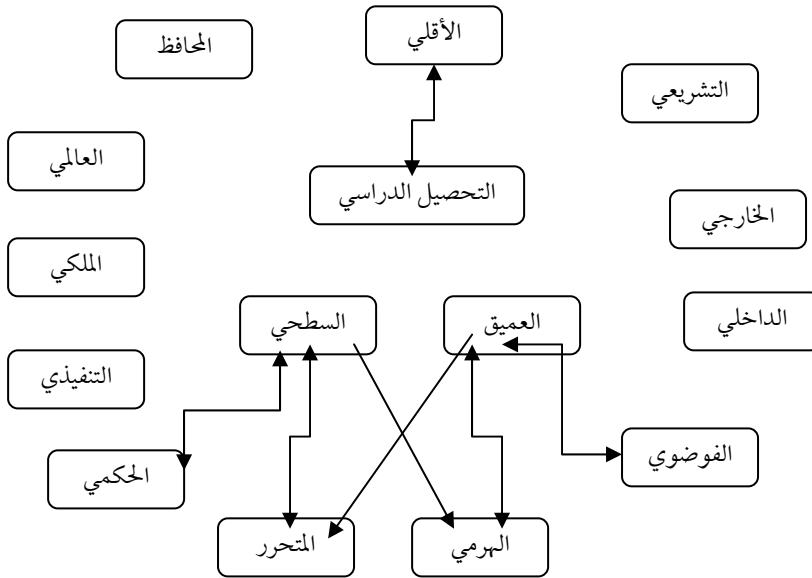 الأقلي
المحافظ
التشريعي
العالمي
التحصيل الدراسي
الخارجي
الملكي
السطحي
العميق
الداخلي
التنفيذي
الحكمي
الفوضوي
المتحرر
الهرمي